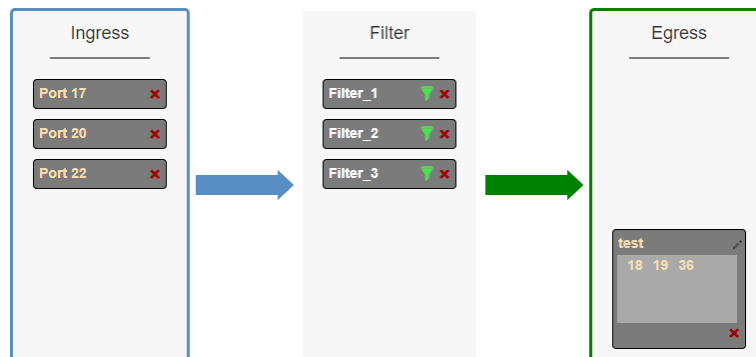 Ingress
Filter
Egress
Port 17
Filter_1
Port 20
Filter_2
Port 22
Filter_3
test
18 19 36